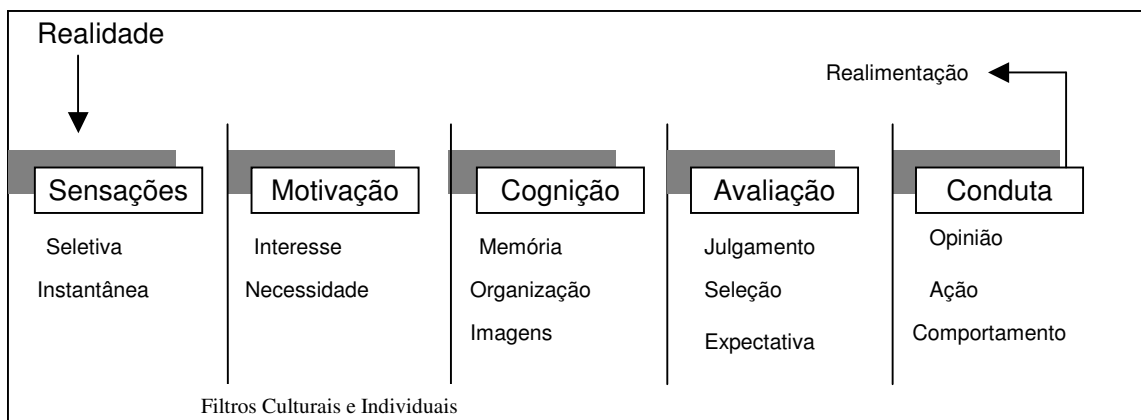 Realidade
Realimentação
Sensações
Seletiva
Instantânea
Motivação
Interesse
Necessidade
Cognição
Memória
Organização
Imagens
Avaliação
Julgamento
Seleção
Expectativa
Conduta
Opinião
Ação
Comportamento
Filtros Culturais e Individuais